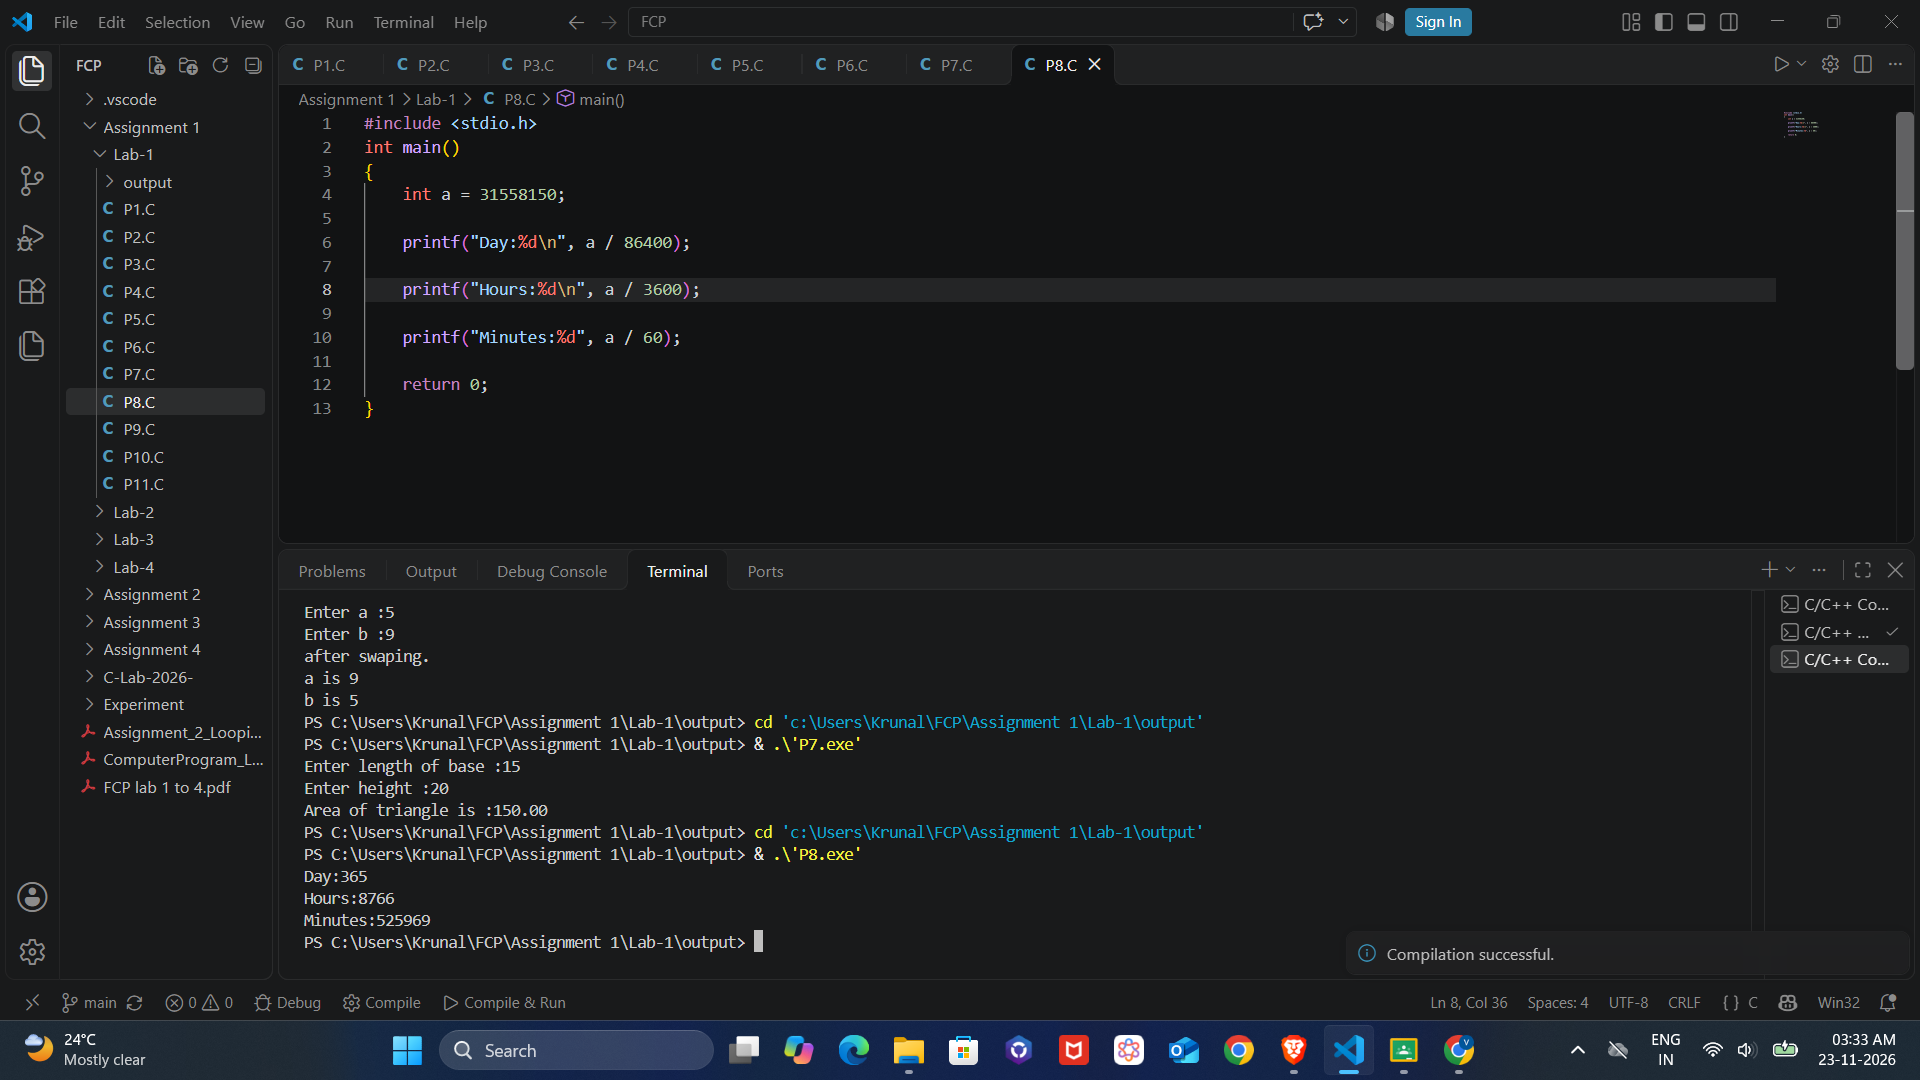 File Edit Selection View Go Run Terminal Help FCP Sign In
FCP
.vscode
Assignment 1
Lab-1
output
C P1.C
C P2.C
C P3.C
C P4.C
C P5.C
C P6.C
C P7.C
C P8.C
C P9.C
C P10.C
C P11.C
Lab-2
Lab-3
Lab-4
Assignment 2
Assignment 3
Assignment 4
C-Lab-2026-
Experiment
Assignment_2_Loopi...
ComputerProgram_L...
FCP lab 1 to 4.pdf
C P1.C C P2.C C P3.C C P4.C C P5.C C P6.C C P7.C C P8.C
Assignment 1 > Lab-1 > C P8.C > main()
1 #include <stdio.h>
2 int main()
3 {
4 int a = 31558150;
5
6 printf("Day:%d\n", a / 86400);
7
8 printf("Hours:%d\n", a / 3600);
9
10 printf("Minutes:%d", a / 60);
11
12 return 0;
13 }
Problems Output Debug Console Terminal Ports
Enter a :5
Enter b :9
after swaping.
a is 9
b is 5
PS C:\Users\Krunal\FCP\Assignment 1\Lab-1\output> cd 'c:\Users\Krunal\FCP\Assignment 1\Lab-1\output'
PS C:\Users\Krunal\FCP\Assignment 1\Lab-1\output> & .\'P7.exe'
Enter length of base :15
Enter height :20
Area of triangle is :150.00
PS C:\Users\Krunal\FCP\Assignment 1\Lab-1\output> cd 'c:\Users\Krunal\FCP\Assignment 1\Lab-1\output'
PS C:\Users\Krunal\FCP\Assignment 1\Lab-1\output> & .\'P8.exe'
Day:365
Hours:8766
Minutes:525969
PS C:\Users\Krunal\FCP\Assignment 1\Lab-1\output>
C/C++ Co...
C/C++ ...
C/C++ Co...
Compilation successful.
main 0 0 Debug Compile Compile & Run Ln 8, Col 36 Spaces: 4 UTF-8 CRLF {} C Win32
24°C
Mostly clear
Search
ENG
IN
03:33 AM
23-11-2026